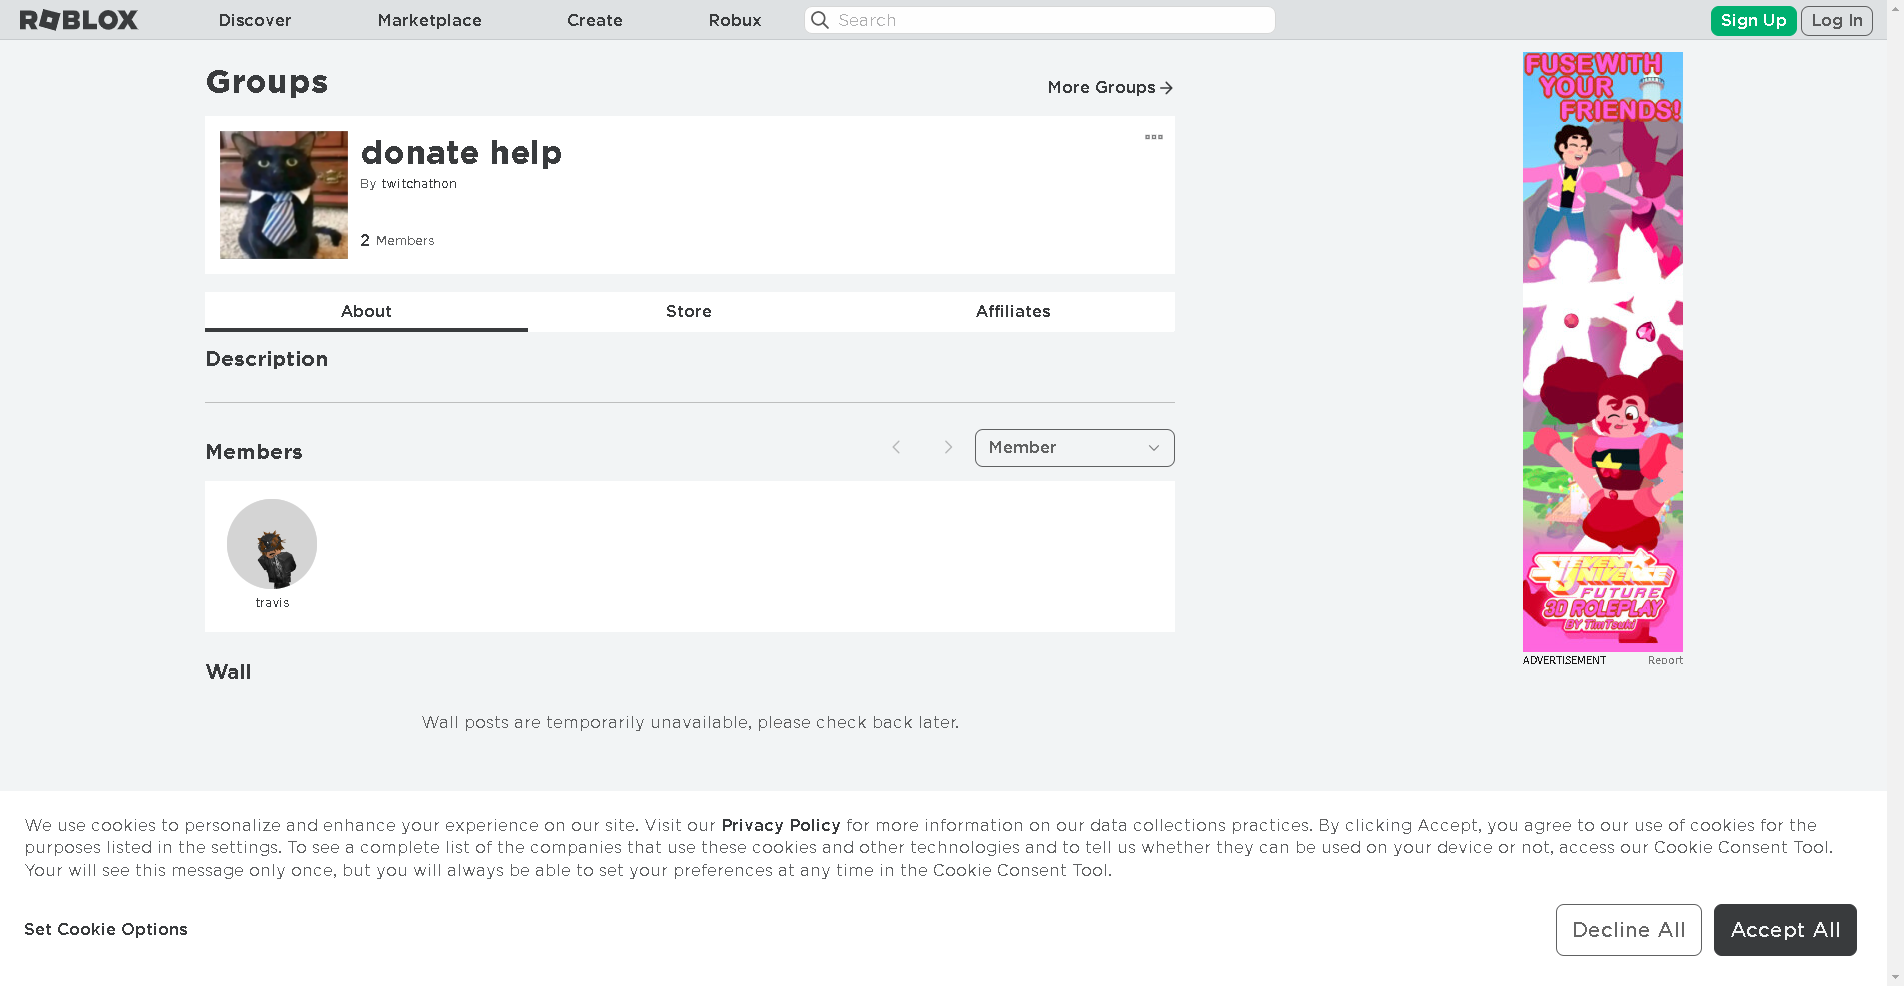 ROBLOX
Discover
Marketplace
Create
Robux
Search
Sign Up
Log In
Groups
More Groups
donate help
By twitchathon
2 Members
About
Store
Affiliates
Description
Members
Member
travis
Wall
Wall posts are temporarily unavailable, please check back later.
FUSE WITH
YOUR
FRIENDS!
STEVEN
UNIVERSE
FUTURE
3D ROLEPLAY
BY TimTsuki
ADVERTISEMENT
Report
We use cookies to personalize and enhance your experience on our site. Visit our Privacy Policy for more information on our data collections practices. By clicking Accept, you agree to our use of cookies for the
purposes listed in the settings. To see a complete list of the companies that use these cookies and other technologies and to tell us whether they can be used on your device or not, access our Cookie Consent Tool.
Your will see this message only once, but you will always be able to set your preferences at any time in the Cookie Consent Tool.
Set Cookie Options
Decline All
Accept All